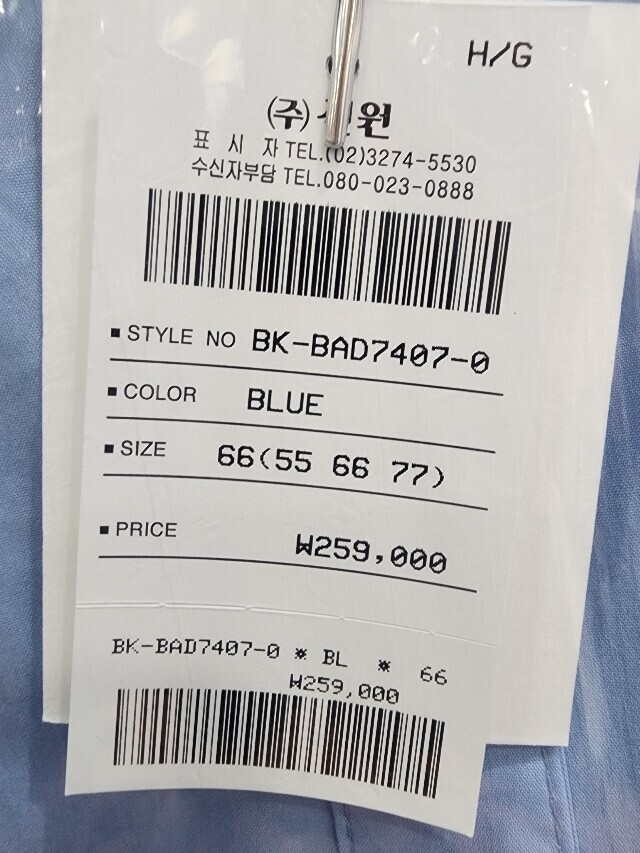 H/G
(주) 원
표 시 자 TEL.(02)3274-5530
수신자부담 TEL.080-023-0888
■ STYLE NO BK-BAD7407-0
■ COLOR BLUE
■ SIZE 66(55 66 77)
■ PRICE ₩259,000
BK-BAD7407-0 * BL * 66
₩259,000